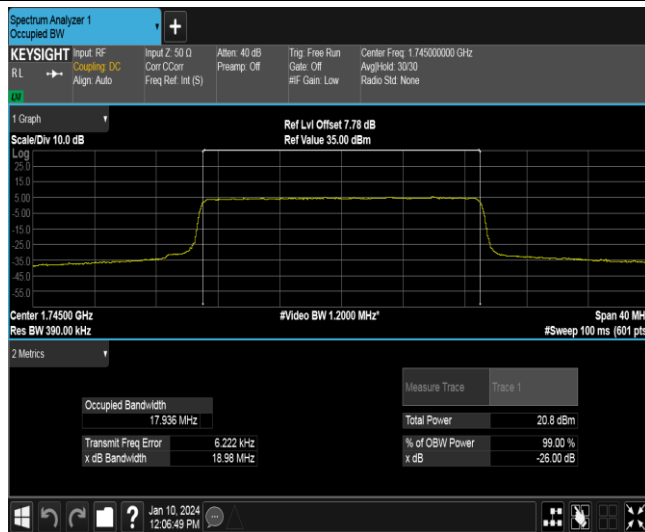 Spectrum Analyzer 1
Occupied BW
+
KEYSIGHT
RL
Input: RF
Coupling: DC
Align: Auto
Input Z: 50 Ω
Corr CCorr
Freq Ref: Int (S)
Atten: 40 dB
Preamp: Off
Trig: Free Run
Gate: Off
#IF Gain: Low
Center Freq: 1.745000000 GHz
Avg|Hold: 30/30
Radio Std: None
1 Graph
Scale/Div 10.0 dB
Ref Lvl Offset 7.78 dB
Ref Value 35.00 dBm
Log
25.0
15.0
5.00
-5.00
-15.0
-25.0
-35.0
-45.0
-55.0
Center 1.74500 GHz
Res BW 390.00 kHz
#Video BW 1.2000 MHz*
Span 40 MH
#Sweep 100 ms (601 pts
2 Metrics
Measure Trace Trace 1
Occupied Bandwidth
17.936 MHz
Total Power 20.8 dBm
Transmit Freq Error 6.222 kHz
% of OBW Power 99.00 %
x dB Bandwidth 18.98 MHz
x dB -26.00 dB
?
Jan 10, 2024
12:06:49 PM